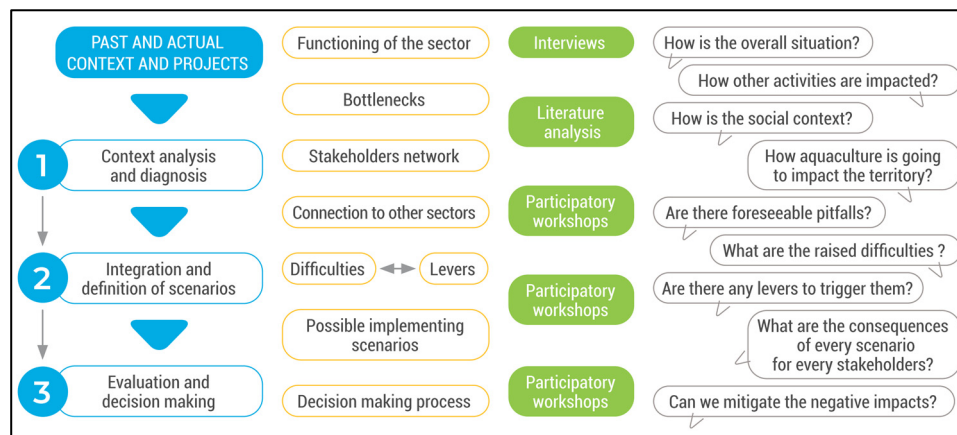 PAST AND ACTUAL
CONTEXT AND PROJECTS
1
Context analysis
and diagnosis
2
Integration and
definition of scenarios
3
Evaluation and
decision making
Functioning of the sector
Bottlenecks
Stakeholders network
Connection to other sectors
Difficulties
Levers
Possible implementing
scenarios
Decision making process
Interviews
Literature
analysis
Participatory
workshops
Participatory
workshops
Participatory
workshops
How is the overall situation?
How other activities are impacted?
How is the social context?
How aquaculture is going
to impact the territory?
Are there foreseeable pitfalls?
What are the raised difficulties ?
Are there any levers to trigger them?
What are the consequences
of every scenario
for every stakeholders?
Can we mitigate the negative impacts?